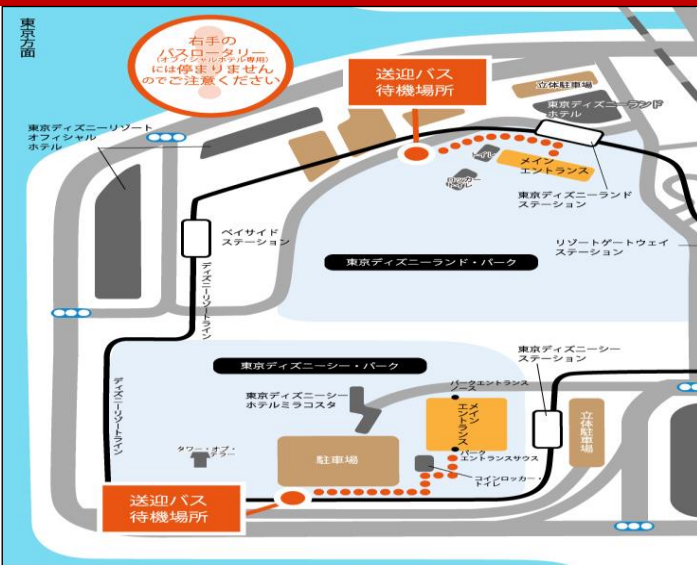 東京方面
右手の
バスロータリー
(オフィシャルホテル専用)
には停まりません
のでご注意ください
送迎バス
待機場所
立体駐車場
東京ディズニーランド
ホテル
東京ディズニーリゾート
オフィシャル
ホテル
トイレ
ロッカー
トイレ
メイン
エントランス
東京ディズニーランド
ステーション
ベイサイド
ステーション
リゾートゲートウェイ
ステーション
東京ディズニーランド・パーク
ディズニーリゾートライン
東京ディズニーシー・パーク
東京ディズニーシー
ステーション
ディズニーリゾートライン
パークエントランス
ノース
東京ディズニーシー
ホテルミラコスタ
メイン
エントランス
立体駐車場
タワー・オブ・
テラー
駐車場
パーク
エントランスサウス
コインロッカー・
トイレ
送迎バス
待機場所